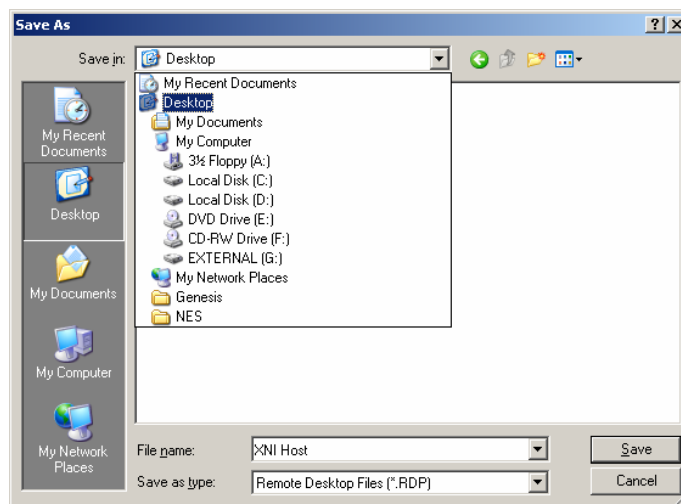 Save As
Save in:
Desktop
My Recent Documents
Desktop
My Documents
My Computer
3½ Floppy (A:)
Local Disk (C:)
Local Disk (D:)
DVD Drive (E:)
CD-RW Drive (F:)
EXTERNAL (G:)
My Network Places
Genesis
NES
My Recent
Documents
Desktop
My Documents
My Computer
My Network
Places
File name:
XNI Host
Save
Save as type:
Remote Desktop Files (*.RDP)
Cancel